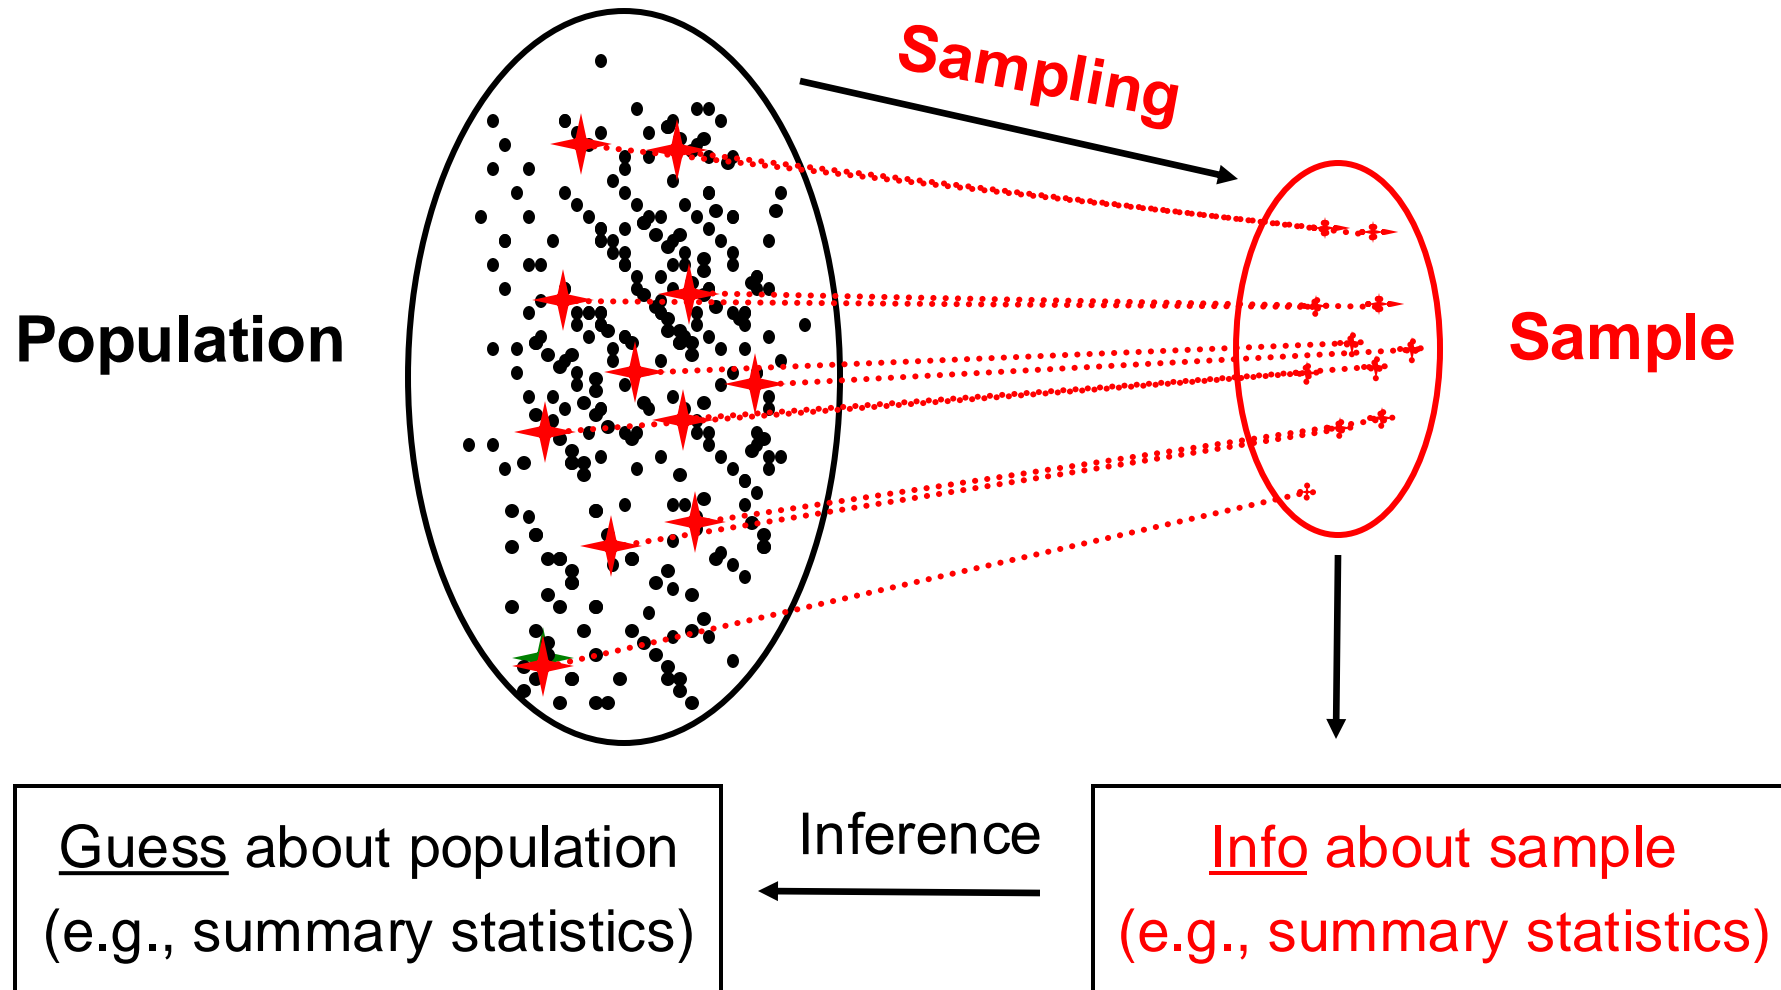 Sampling
Population
Sample
Inference
Guess about population
(e.g., summary statistics)
Info about sample
(e.g., summary statistics)